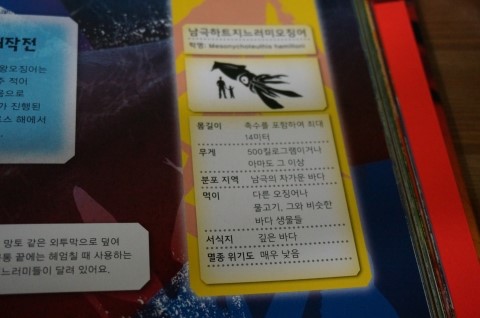 대작전
왕오징어는
주 적어
음으로
가 진행된
로스 해에서
망토 같은 외투막으로 덮어
몸통 끝에는 헤엄칠 때 사용하는
느러미들이 달려 있어요.
남극하트지느러미오징어
학명: Mesonychoteuthis hamiltoni
몸길이 촉수를 포함하여 최대
14미터
무게 500킬로그램이거나
아마도 그 이상
분포 지역 남극의 차가운 바다
먹이 다른 오징어나
물고기, 그와 비슷한
바다 생물들
서식지 깊은 바다
멸종 위기도 매우 낮음